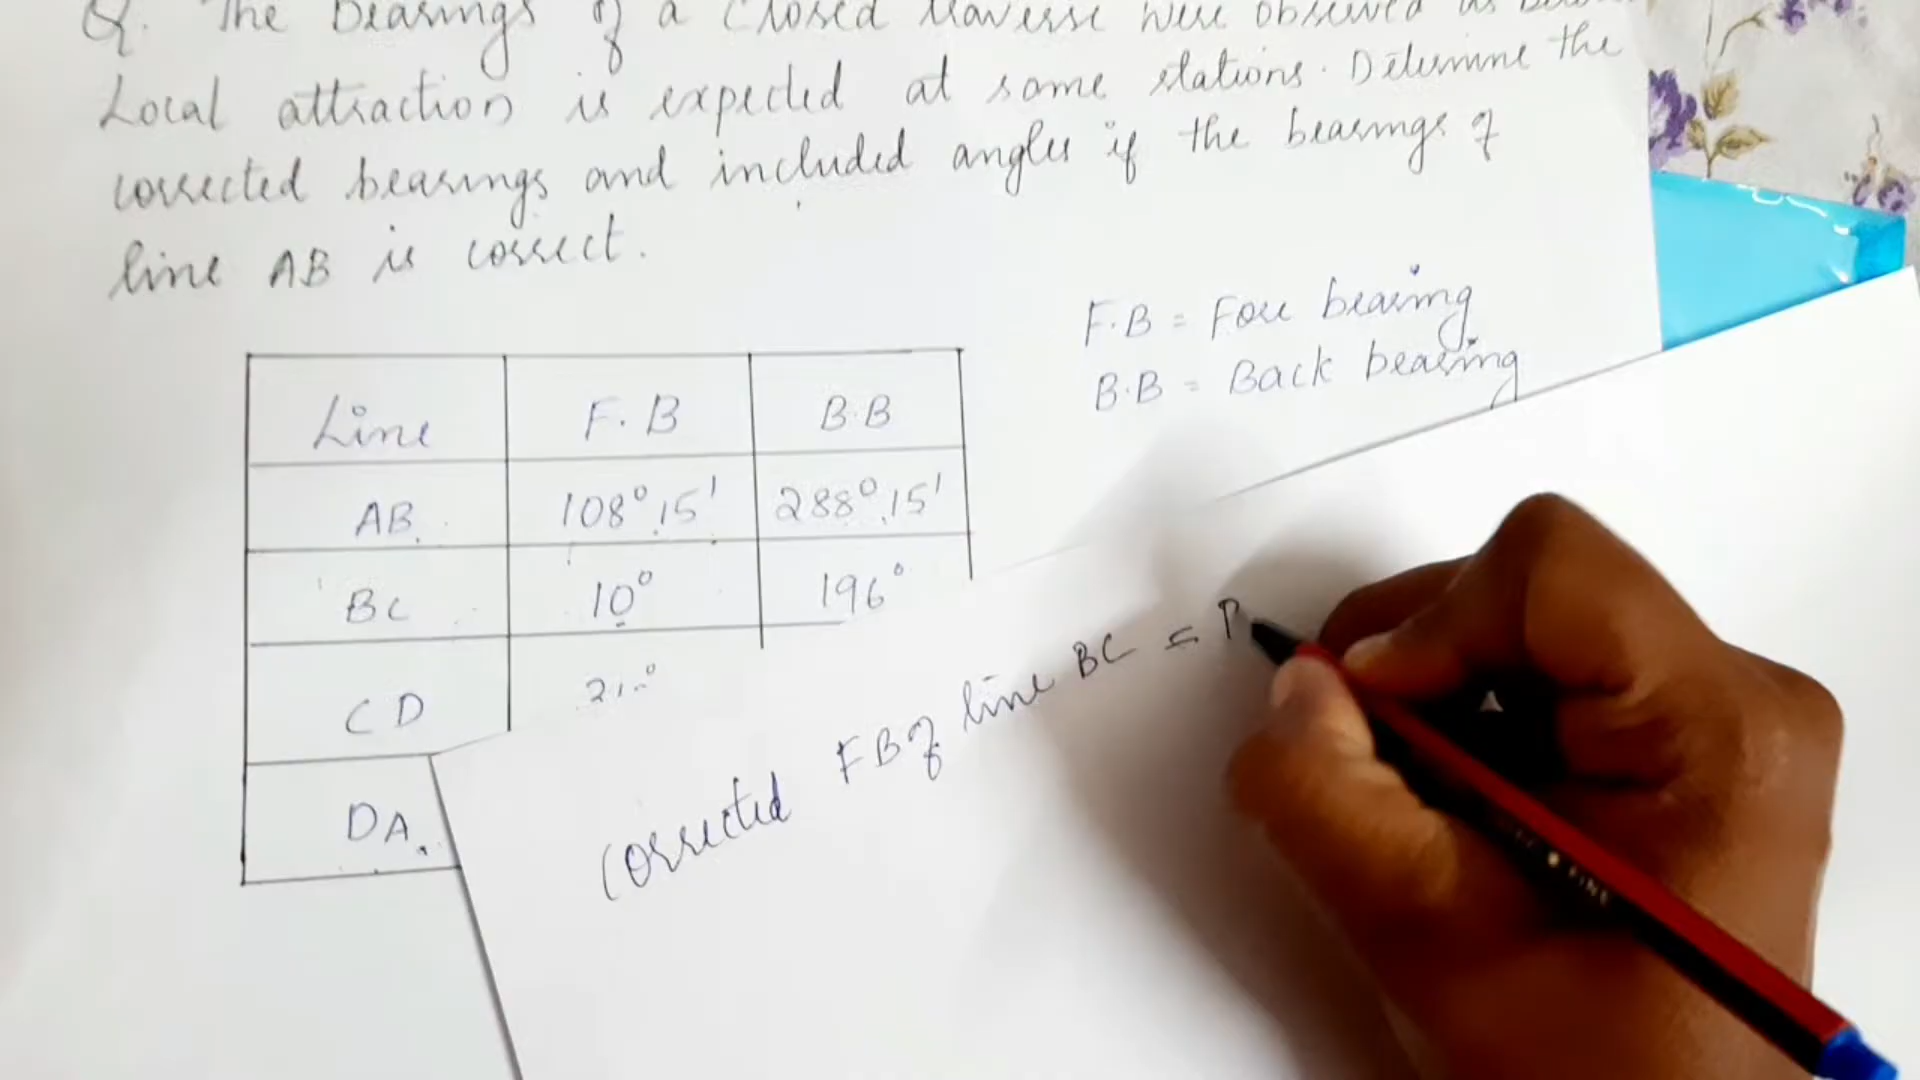 Q. The bearings of a closed traverse were observed as
Local attraction is expected at some stations. Determine the
corrected bearings and included angles if the bearings of
line AB is correct.
F.B = Fore bearing
B.B = Back bearing
Line F.B B.B
AB 108° 15' 288° 15'
BC 10° 196°
CD
DA
Corrected FB of line BC =